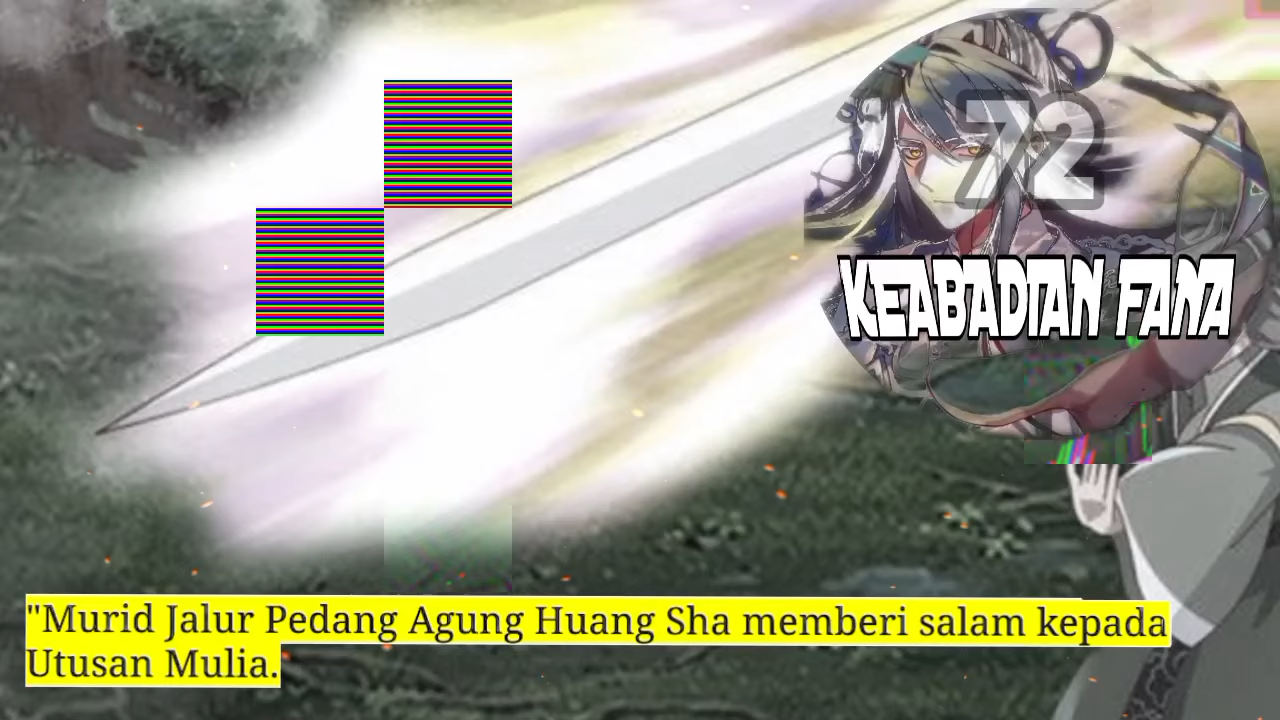 72
KEABADIAN FANA
"Murid Jalur Pedang Agung Huang Sha memberi salam kepada
Utusan Mulia.